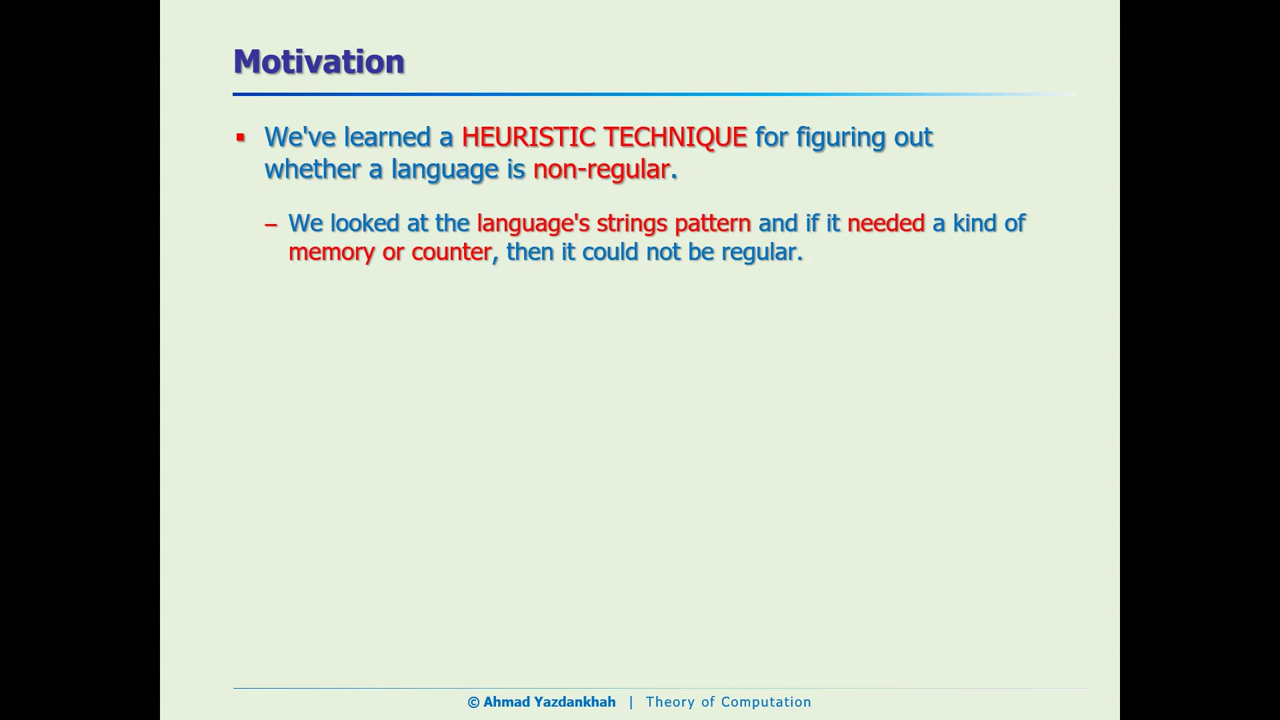 Motivation
▪ We've learned a HEURISTIC TECHNIQUE for figuring out
whether a language is non-regular.
– We looked at the language's strings pattern and if it needed a kind of
memory or counter, then it could not be regular.
© Ahmad Yazdankhah | Theory of Computation